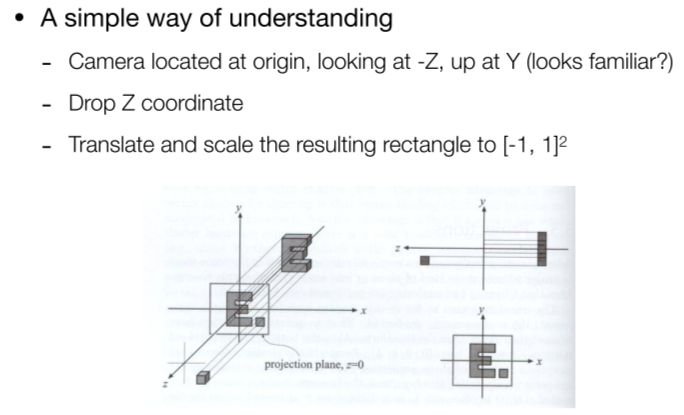 • A simple way of understanding
- Camera located at origin, looking at -Z, up at Y (looks familiar?)
- Drop Z coordinate
- Translate and scale the resulting rectangle to [-1, 1]²
y
x
z
projection plane, z=0
y
z
y
x